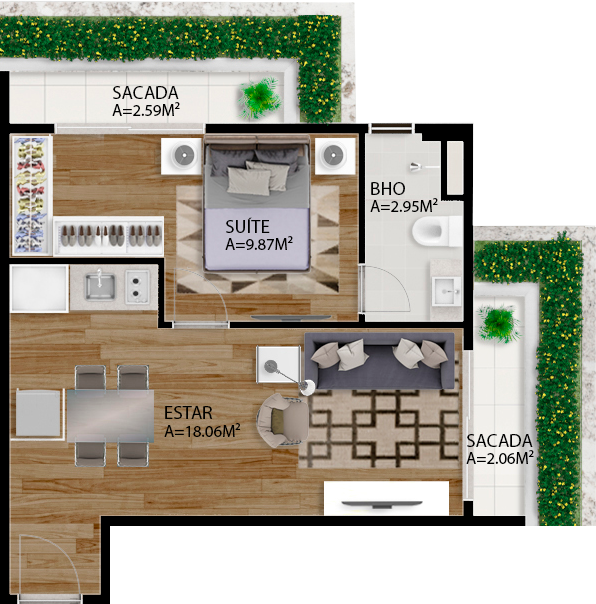 SACADA
A=2.59M²
BHO
A=2.95M²
SUÍTE
A=9.87M²
ESTAR
A=18.06M²
SACADA
A=2.06M²